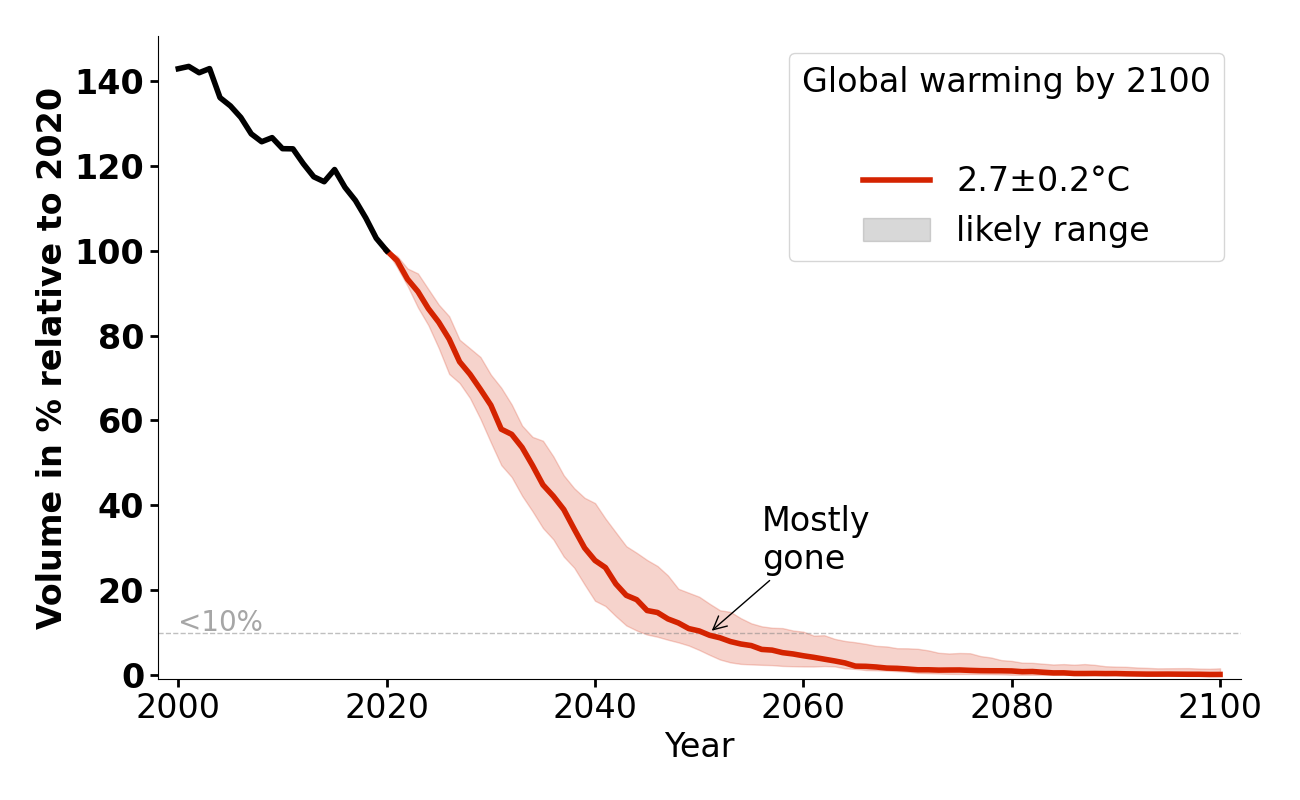 Volume in % relative to 2020
140
120
100
80
60
40
20
0
<10%
Global warming by 2100
2.7±0.2°C
likely range
Mostly
gone
2000 2020 2040 2060 2080 2100
Year